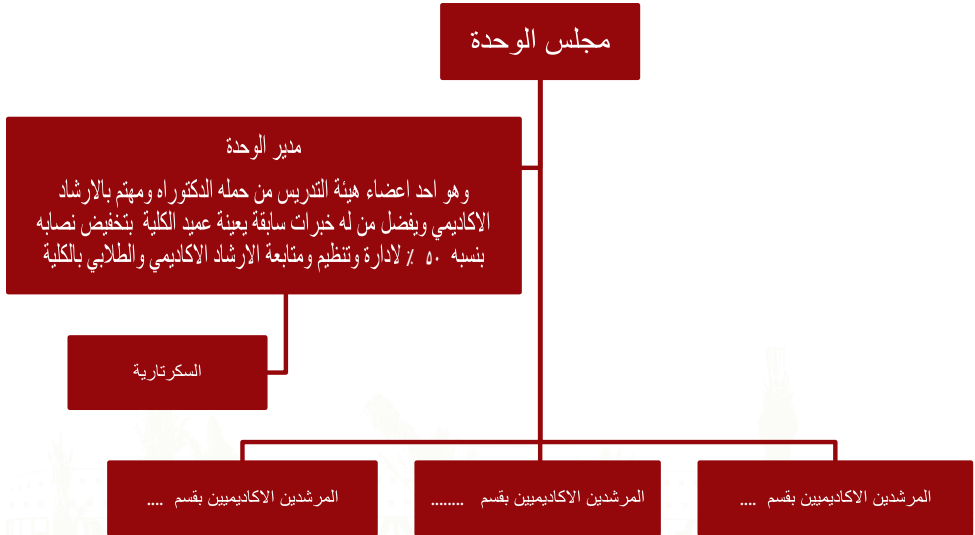 مجلس الوحدة
مدير الوحدة
وهو احد اعضاء هيئة التدريس من حمله الدكتوراه ومهتم بالارشاد
الاكاديمي ويفضل من له خبرات سابقة يعينة عميد الكلية بتخفيض نصابه
بنسبه ٥٠ ٪ لادارة وتنظيم ومتابعة الارشاد الاكاديمي والطلابي بالكلية
السكرتارية
المرشدين الاكاديميين بقسم ....
المرشدين الاكاديميين بقسم ........
المرشدين الاكاديميين بقسم ....